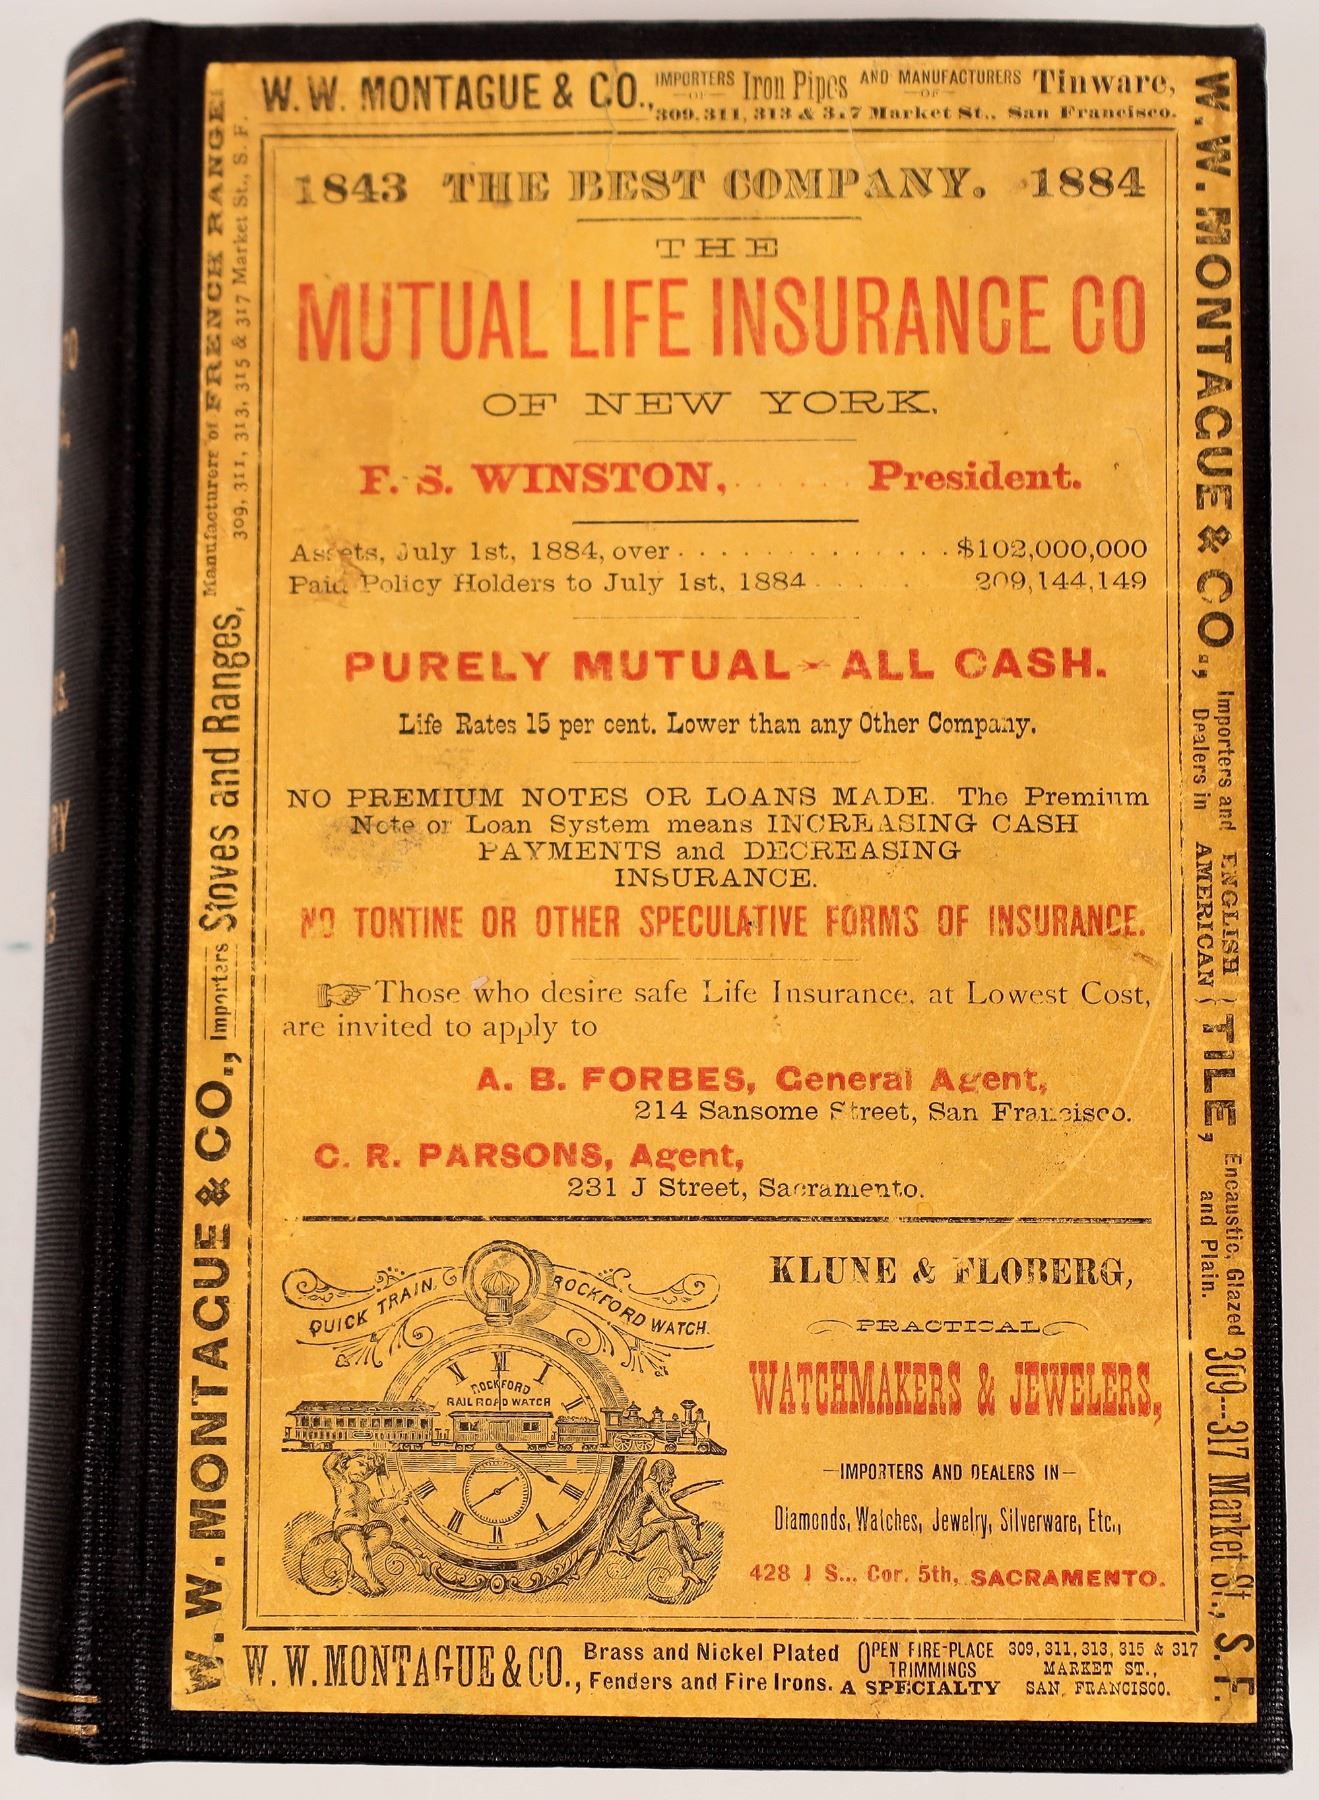 W. W. MONTAGUE & CO., IMPORTERS OF Iron Pipes AND MANUFACTURERS OF Tinware,
309, 311, 313 & 317 Market St., San Francisco.
1843 THE BEST COMPANY. 1884
THE
MUTUAL LIFE INSURANCE CO
OF NEW YORK.
F. S. WINSTON, . . . . . . President.
Assets, July 1st, 1884, over . . . . . . . . . . . . . $102,000,000
Paid Policy Holders to July 1st, 1884 . . . . . . 209,144,149
PURELY MUTUAL - ALL CASH.
Life Rates 15 per cent. Lower than any Other Company.
NO PREMIUM NOTES OR LOANS MADE. The Premium
Note or Loan System means INCREASING CASH
PAYMENTS and DECREASING
INSURANCE.
NO TONTINE OR OTHER SPECULATIVE FORMS OF INSURANCE.
☞ Those who desire safe Life Insurance, at Lowest Cost,
are invited to apply to
A. B. FORBES, General Agent,
214 Sansome Street, San Francisco.
C. R. PARSONS, Agent,
231 J Street, Sacramento.
QUICK TRAIN. ROCKFORD WATCH.
ROCKFORD
RAIL ROAD WATCH
KLUNE & FLOBERG,
PRACTICAL
WATCHMAKERS & JEWELERS,
—IMPORTERS AND DEALERS IN—
Diamonds, Watches, Jewelry, Silverware, Etc.,
428 J S... Cor. 5th, SACRAMENTO.
W. W. MONTAGUE & CO., Brass and Nickel Plated OPEN FIRE-PLACE 309, 311, 313, 315 & 317
Fenders and Fire Irons. TRIMMINGS MARKET ST.,
A SPECIALTY SAN FRANCISCO.
W. W. MONTAGUE & CO., Importers Stoves and Ranges, Manufacturers of FRENCH RANGE!
309, 311, 313, 315 & 317 Market St., S. F.
W. W. MONTAGUE & CO., Importers and Dealers in ENGLISH AMERICAN TILE, Encaustic, Glazed and Plain. 309---317 Market St., S. F.